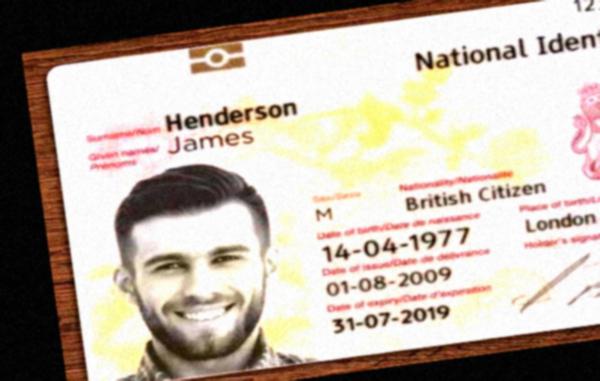 12
National Ident
Surname/Nom Henderson
Given names/ James
Prénoms
Sex/Sexe Nationality/Nationalité
M British Citizen
Date of birth/Date de naissance Place of birth/L
14-04-1977 London
Date of issue/Date de délivrance Holder's signat
01-08-2009
Date of expiry/Date d'expiration
31-07-2019